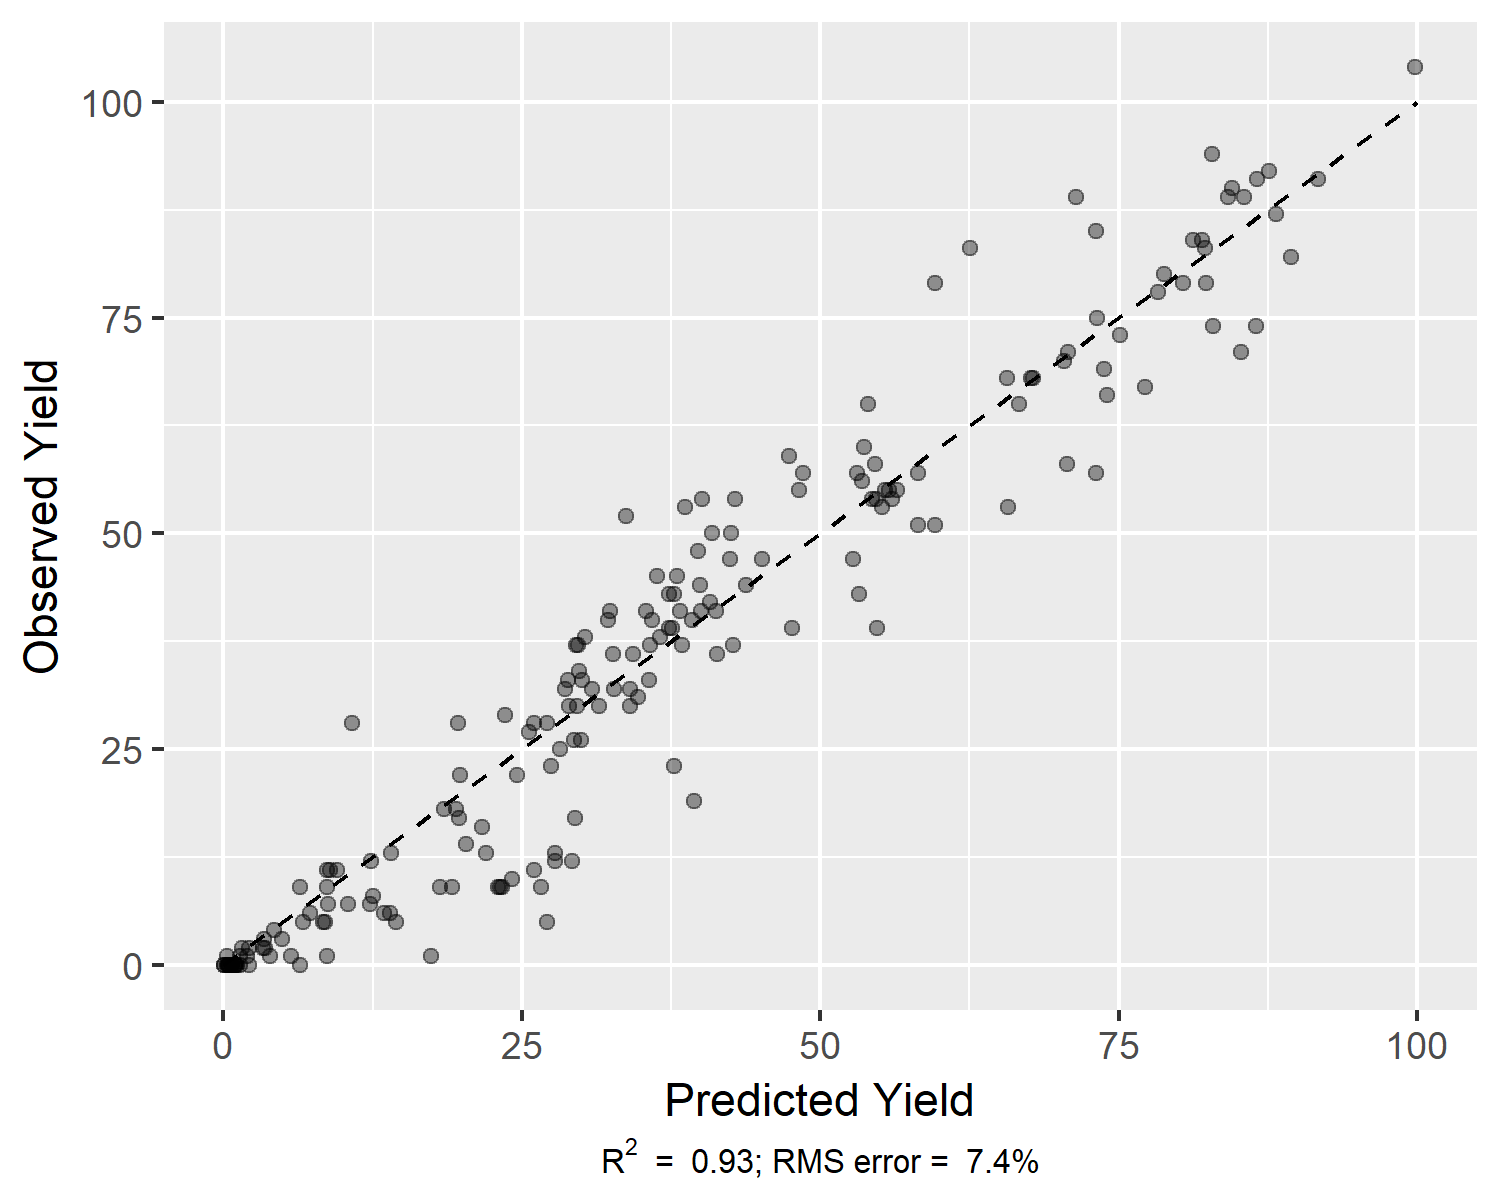 100
75
50
25
0
Observed Yield
0 25 50 75 100
Predicted Yield
R² = 0.93; RMS error = 7.4%